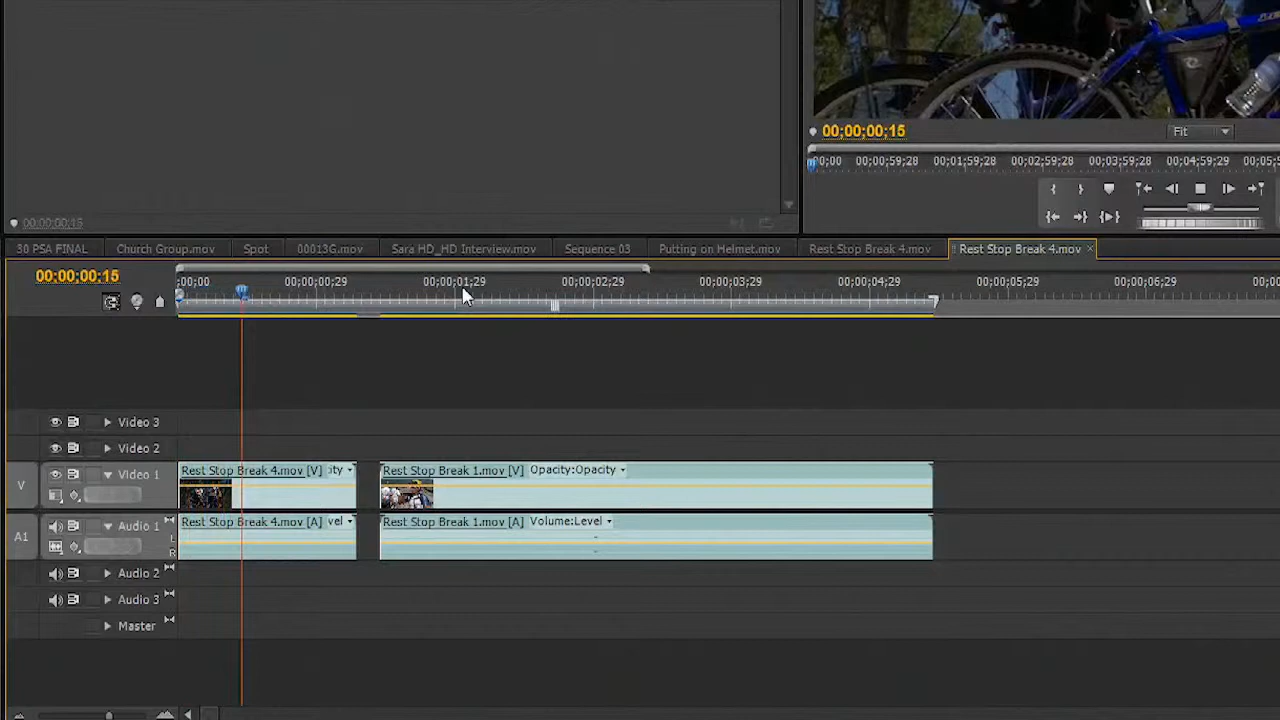 00;00;00;15
Fit
00;00 00;00;59;28 00;01;59;28 00;02;59;28 00;03;59;28 00;04;59;29 00;05;5
00;00;00;15
30 PSA FINAL Church Group.mov Spot 00013G.mov Sara HD_HD Interview.mov Sequence 03 Putting on Helmet.mov Rest Stop Break 4.mov Rest Stop Break 4.mov ×
00;00;00;15
;00;00 00;00;00;29 00;00;01;29 00;00;02;29 00;00;03;29 00;00;04;29 00;00;05;29 00;00;06;29 00;00
Video 3
Video 2
V Video 1 Rest Stop Break 4.mov [V] ity Rest Stop Break 1.mov [V] Opacity:Opacity
A1 Audio 1 L R Rest Stop Break 4.mov [A] vel Rest Stop Break 1.mov [A] Volume:Level
Audio 2
Audio 3
Master